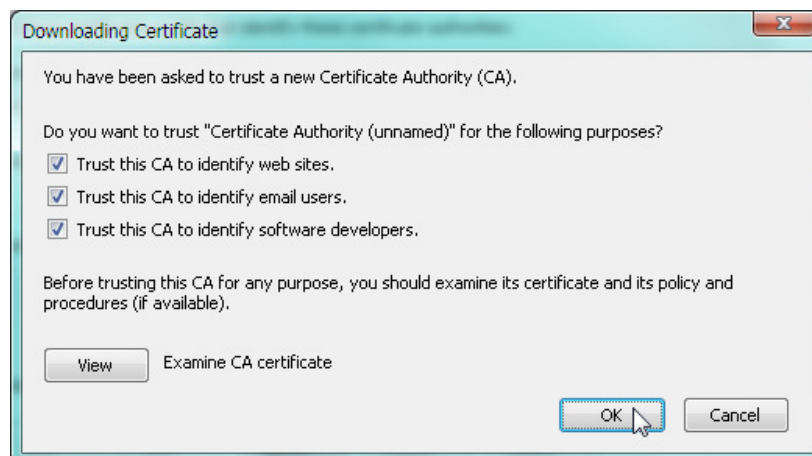 Downloading Certificate
You have been asked to trust a new Certificate Authority (CA).
Do you want to trust "Certificate Authority (unnamed)" for the following purposes?
Trust this CA to identify web sites.
Trust this CA to identify email users.
Trust this CA to identify software developers.
Before trusting this CA for any purpose, you should examine its certificate and its policy and
procedures (if available).
View Examine CA certificate
OK Cancel